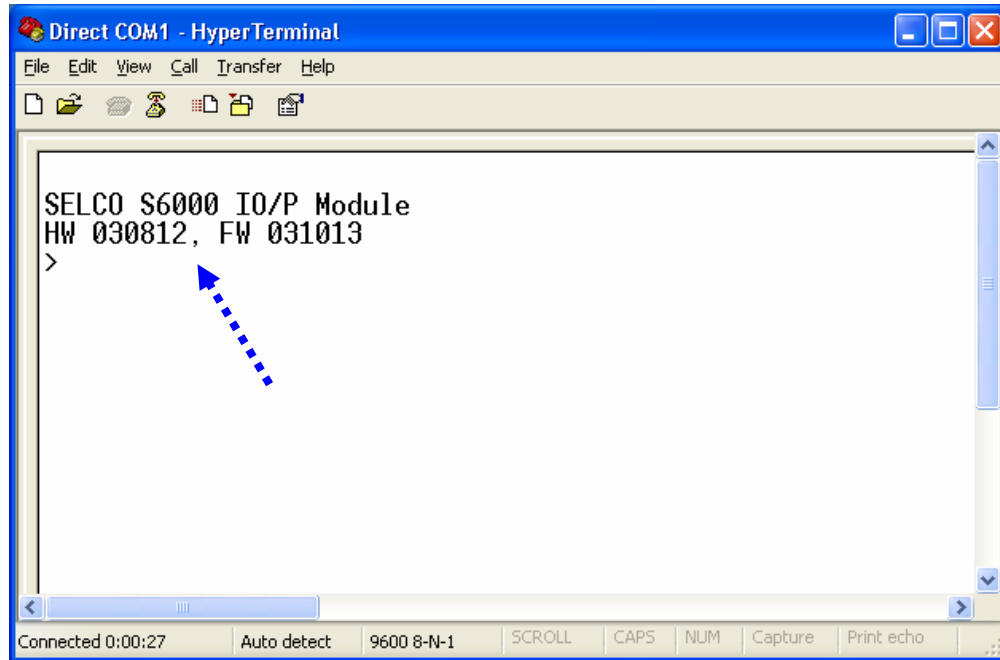 Direct COM1 - HyperTerminal
File Edit View Call Transfer Help
SELCO S6000 IO/P Module
HW 030812, FW 031013
>
Connected 0:00:27 Auto detect 9600 8-N-1 SCROLL CAPS NUM Capture Print echo